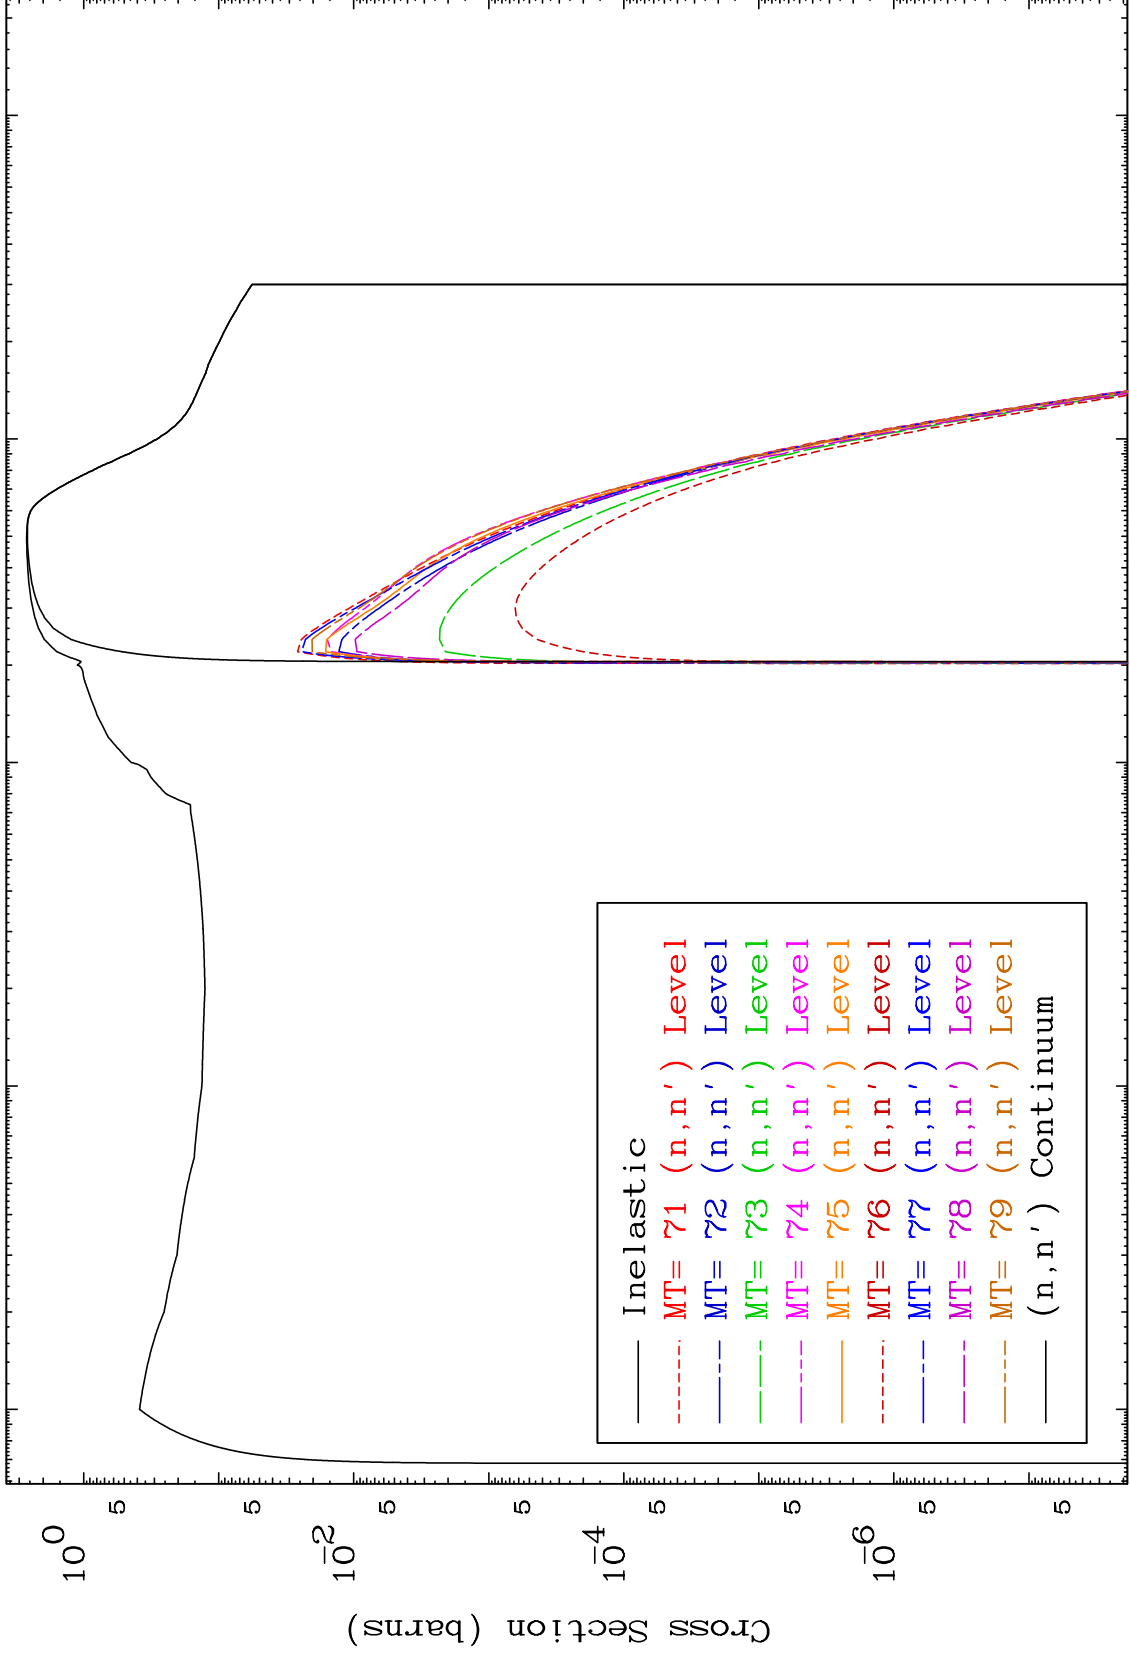 Cross Section (barns)
10^0
5
5
10^-2
5
5
10^-4
5
5
10^-6
5
5
Inelastic
MT= 71 (n,n') Level
MT= 72 (n,n') Level
MT= 73 (n,n') Level
MT= 74 (n,n') Level
MT= 75 (n,n') Level
MT= 76 (n,n') Level
MT= 77 (n,n') Level
MT= 78 (n,n') Level
MT= 79 (n,n') Level
(n,n') Continuum